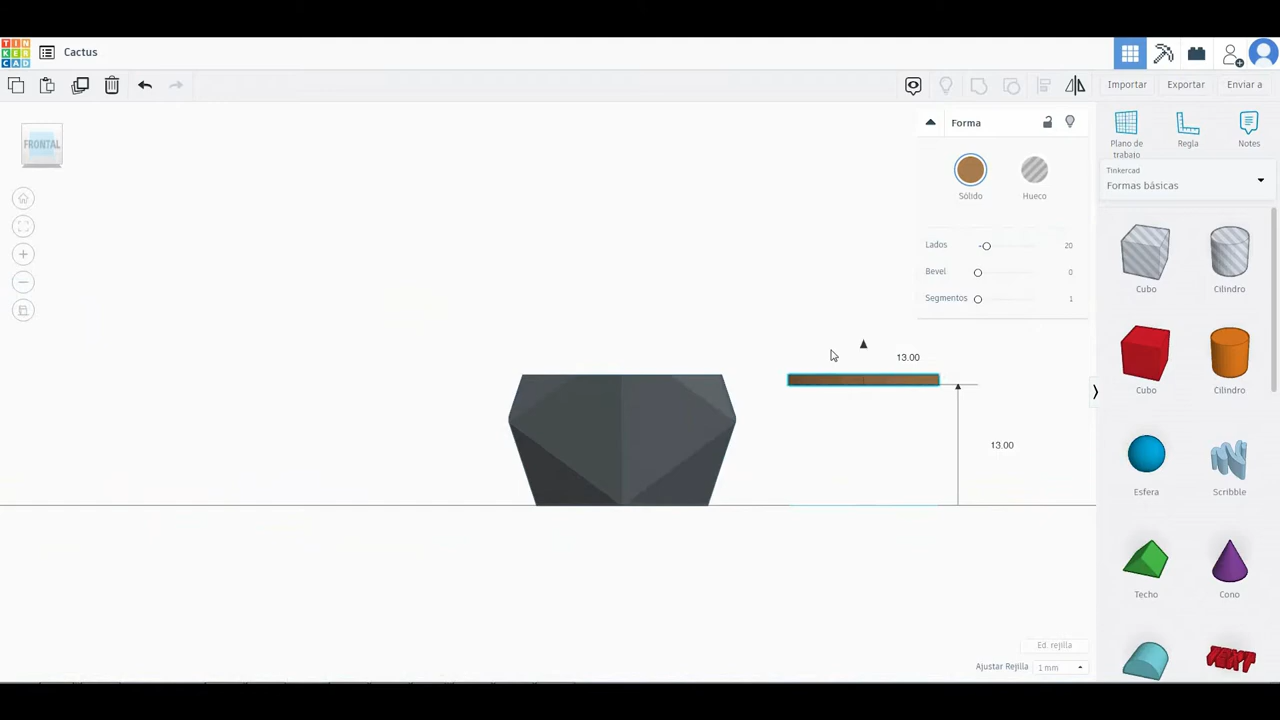 TIN
KER
CAD
Cactus
Importar
Exportar
Enviar a
FRONTAL
Forma
Sólido
Hueco
Lados
20
Bevel
0
Segmentos
1
Plano de
trabajo
Regla
Notes
Tinkercad
Formas básicas
Cubo
Cilindro
Cubo
Cilindro
Esfera
Scribble
Techo
Cono
TEXT
13.00
13.00
Ed. rejilla
Ajustar Rejilla
1 mm